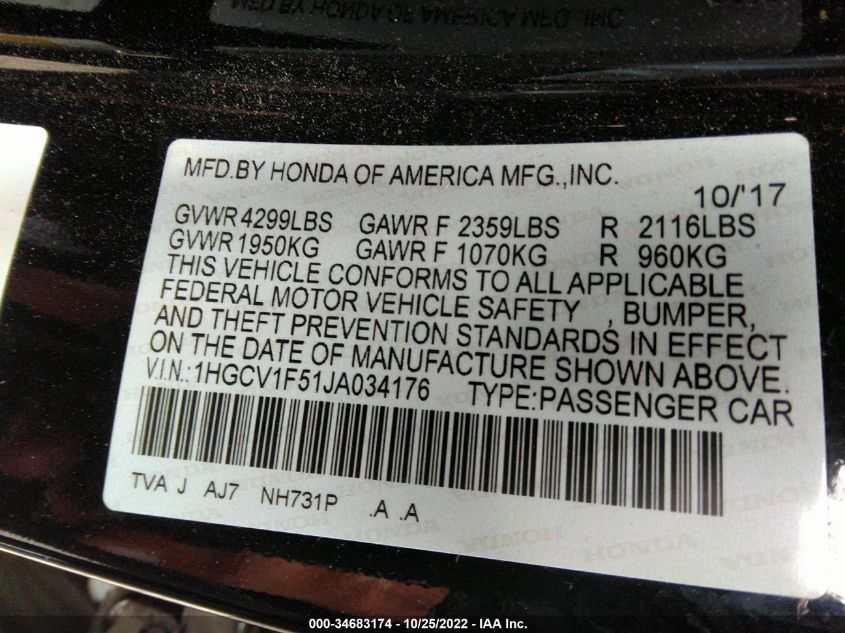 MFD.BY HONDA OF AMERICA MFG.,INC.
10/'17
GVWR 4299LBS GAWR F 2359LBS R 2116LBS
GVWR 1950KG GAWR F 1070KG R 960KG
THIS VEHICLE CONFORMS TO ALL APPLICABLE
FEDERAL MOTOR VEHICLE SAFETY , BUMPER,
AND THEFT PREVENTION STANDARDS IN EFFECT
ON THE DATE OF MANUFACTURE SHOWN ABOVE.
V.I.N.:1HGCV1F51JA034176 TYPE:PASSENGER CAR
TVA J AJ7 NH731P .A .A
000-34683174 - 10/25/2022 - IAA Inc.